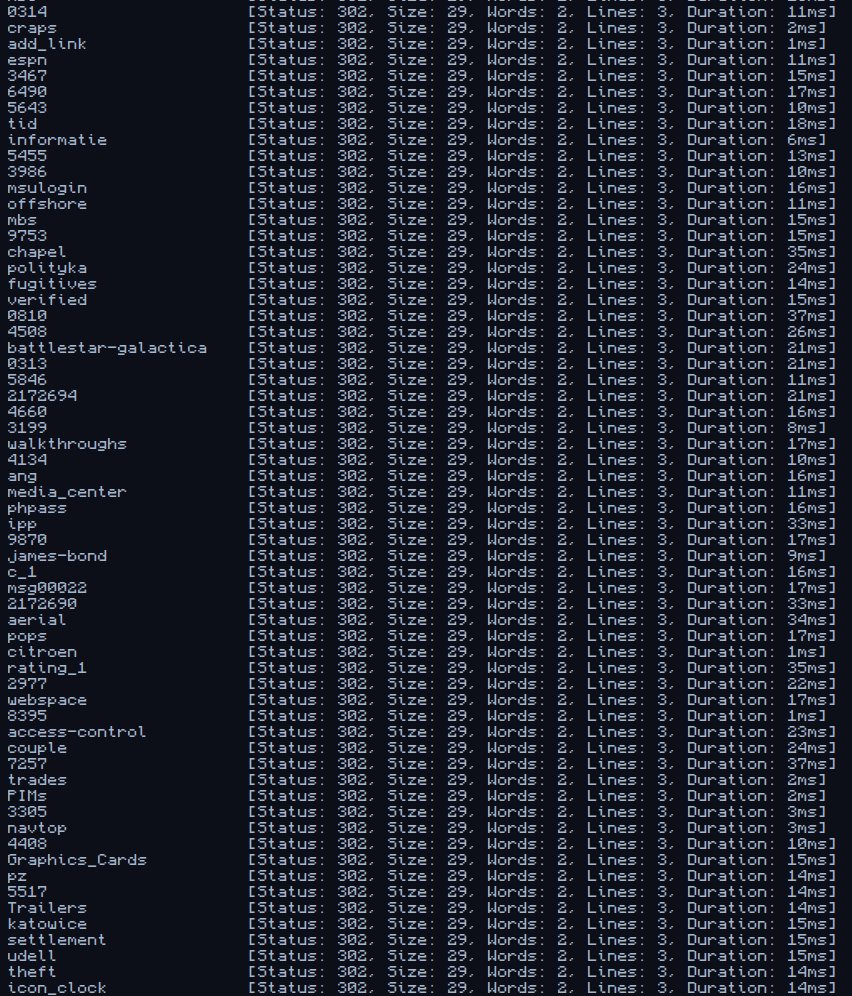 0314 [Status: 302, Size: 29, Words: 2, Lines: 3, Duration: 11ms]
craps [Status: 302, Size: 29, Words: 2, Lines: 3, Duration: 2ms]
add_link [Status: 302, Size: 29, Words: 2, Lines: 3, Duration: 1ms]
espn [Status: 302, Size: 29, Words: 2, Lines: 3, Duration: 11ms]
3467 [Status: 302, Size: 29, Words: 2, Lines: 3, Duration: 15ms]
6490 [Status: 302, Size: 29, Words: 2, Lines: 3, Duration: 17ms]
5643 [Status: 302, Size: 29, Words: 2, Lines: 3, Duration: 10ms]
tid [Status: 302, Size: 29, Words: 2, Lines: 3, Duration: 18ms]
informatie [Status: 302, Size: 29, Words: 2, Lines: 3, Duration: 6ms]
5455 [Status: 302, Size: 29, Words: 2, Lines: 3, Duration: 13ms]
3986 [Status: 302, Size: 29, Words: 2, Lines: 3, Duration: 10ms]
msulogin [Status: 302, Size: 29, Words: 2, Lines: 3, Duration: 16ms]
offshore [Status: 302, Size: 29, Words: 2, Lines: 3, Duration: 11ms]
mbs [Status: 302, Size: 29, Words: 2, Lines: 3, Duration: 15ms]
9753 [Status: 302, Size: 29, Words: 2, Lines: 3, Duration: 15ms]
chapel [Status: 302, Size: 29, Words: 2, Lines: 3, Duration: 35ms]
polityka [Status: 302, Size: 29, Words: 2, Lines: 3, Duration: 24ms]
fugitives [Status: 302, Size: 29, Words: 2, Lines: 3, Duration: 14ms]
verified [Status: 302, Size: 29, Words: 2, Lines: 3, Duration: 15ms]
0810 [Status: 302, Size: 29, Words: 2, Lines: 3, Duration: 37ms]
4508 [Status: 302, Size: 29, Words: 2, Lines: 3, Duration: 26ms]
battlestar-galactica [Status: 302, Size: 29, Words: 2, Lines: 3, Duration: 21ms]
0313 [Status: 302, Size: 29, Words: 2, Lines: 3, Duration: 21ms]
5846 [Status: 302, Size: 29, Words: 2, Lines: 3, Duration: 11ms]
2172694 [Status: 302, Size: 29, Words: 2, Lines: 3, Duration: 21ms]
4660 [Status: 302, Size: 29, Words: 2, Lines: 3, Duration: 16ms]
3199 [Status: 302, Size: 29, Words: 2, Lines: 3, Duration: 8ms]
walkthroughs [Status: 302, Size: 29, Words: 2, Lines: 3, Duration: 17ms]
4134 [Status: 302, Size: 29, Words: 2, Lines: 3, Duration: 10ms]
ang [Status: 302, Size: 29, Words: 2, Lines: 3, Duration: 16ms]
media_center [Status: 302, Size: 29, Words: 2, Lines: 3, Duration: 11ms]
phpass [Status: 302, Size: 29, Words: 2, Lines: 3, Duration: 16ms]
ipp [Status: 302, Size: 29, Words: 2, Lines: 3, Duration: 33ms]
9870 [Status: 302, Size: 29, Words: 2, Lines: 3, Duration: 17ms]
james-bond [Status: 302, Size: 29, Words: 2, Lines: 3, Duration: 9ms]
c_1 [Status: 302, Size: 29, Words: 2, Lines: 3, Duration: 16ms]
msg00022 [Status: 302, Size: 29, Words: 2, Lines: 3, Duration: 17ms]
2172690 [Status: 302, Size: 29, Words: 2, Lines: 3, Duration: 33ms]
aerial [Status: 302, Size: 29, Words: 2, Lines: 3, Duration: 34ms]
pops [Status: 302, Size: 29, Words: 2, Lines: 3, Duration: 17ms]
citroen [Status: 302, Size: 29, Words: 2, Lines: 3, Duration: 1ms]
rating_1 [Status: 302, Size: 29, Words: 2, Lines: 3, Duration: 35ms]
2977 [Status: 302, Size: 29, Words: 2, Lines: 3, Duration: 22ms]
webspace [Status: 302, Size: 29, Words: 2, Lines: 3, Duration: 17ms]
8395 [Status: 302, Size: 29, Words: 2, Lines: 3, Duration: 1ms]
access-control [Status: 302, Size: 29, Words: 2, Lines: 3, Duration: 23ms]
couple [Status: 302, Size: 29, Words: 2, Lines: 3, Duration: 24ms]
7257 [Status: 302, Size: 29, Words: 2, Lines: 3, Duration: 37ms]
trades [Status: 302, Size: 29, Words: 2, Lines: 3, Duration: 2ms]
PIMs [Status: 302, Size: 29, Words: 2, Lines: 3, Duration: 2ms]
3305 [Status: 302, Size: 29, Words: 2, Lines: 3, Duration: 3ms]
navtop [Status: 302, Size: 29, Words: 2, Lines: 3, Duration: 3ms]
4408 [Status: 302, Size: 29, Words: 2, Lines: 3, Duration: 10ms]
Graphics_Cards [Status: 302, Size: 29, Words: 2, Lines: 3, Duration: 15ms]
pz [Status: 302, Size: 29, Words: 2, Lines: 3, Duration: 14ms]
5517 [Status: 302, Size: 29, Words: 2, Lines: 3, Duration: 14ms]
Trailers [Status: 302, Size: 29, Words: 2, Lines: 3, Duration: 14ms]
katowice [Status: 302, Size: 29, Words: 2, Lines: 3, Duration: 15ms]
settlement [Status: 302, Size: 29, Words: 2, Lines: 3, Duration: 15ms]
udell [Status: 302, Size: 29, Words: 2, Lines: 3, Duration: 15ms]
theft [Status: 302, Size: 29, Words: 2, Lines: 3, Duration: 14ms]
icon_clock [Status: 302, Size: 29, Words: 2, Lines: 3, Duration: 14ms]